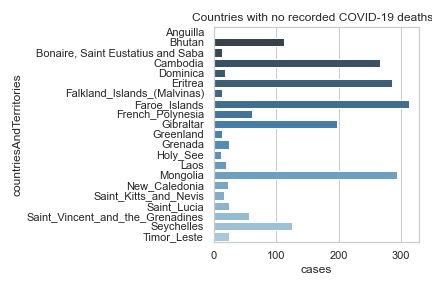 Countries with no recorded COVID-19 deaths
countriesAndTerritories
Anguilla
Bhutan
Bonaire, Saint Eustatius and Saba
Cambodia
Dominica
Eritrea
Falkland_Islands_(Malvinas)
Faroe_Islands
French_Polynesia
Gibraltar
Greenland
Grenada
Holy_See
Laos
Mongolia
New_Caledonia
Saint_Kitts_and_Nevis
Saint_Lucia
Saint_Vincent_and_the_Grenadines
Seychelles
Timor_Leste
0 100 200 300
cases